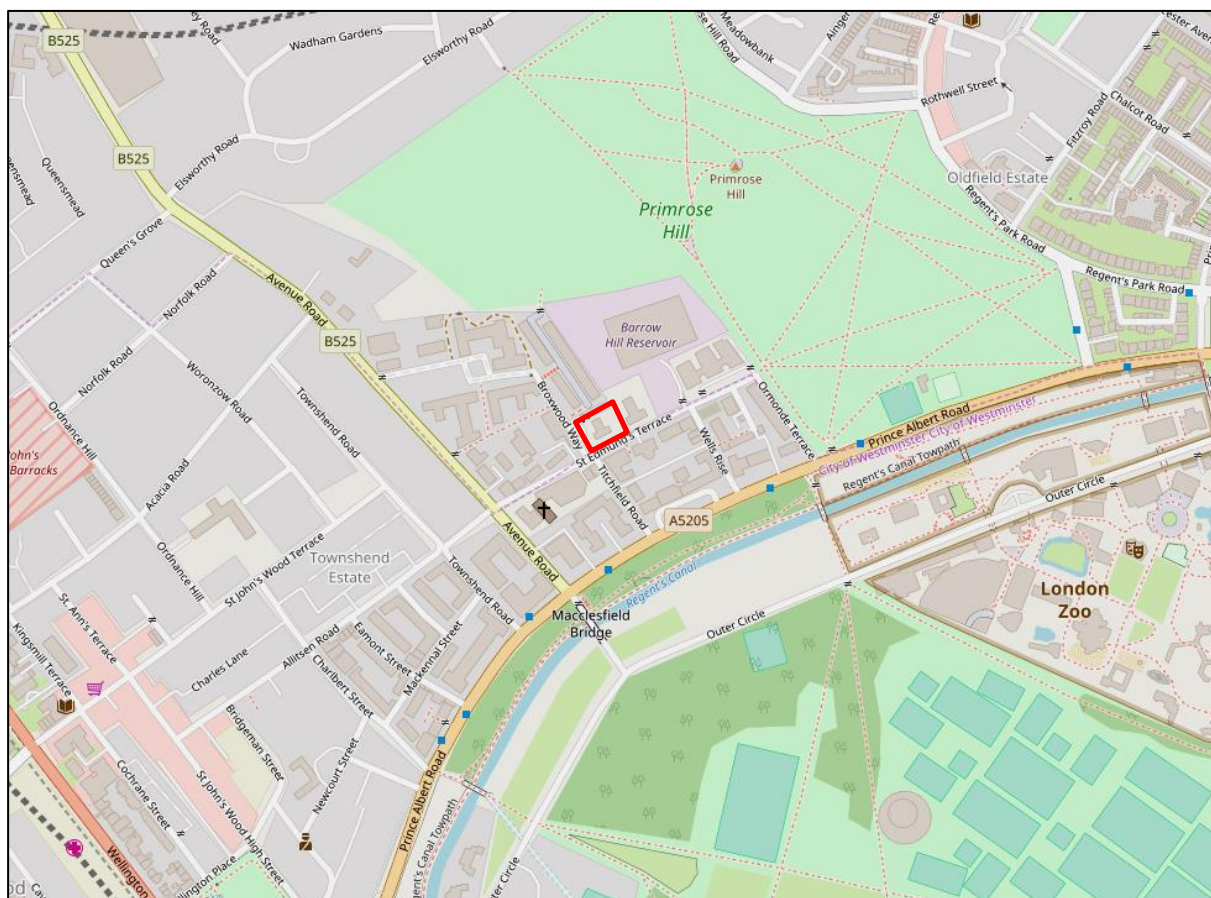 B525
Wadham Gardens
Elsworthy Road
Meadowbank
Rothwell Street
Fitzroy Road
Chalcot Road
Queensmead
Queensmead
B525
Elsworthy Road
Primrose
Hill
Oldfield Estate
Primrose
Hill
Regent's Park Road
Queen's Grove
Norfolk Road
Avenue Road
Regent's Park Road
B525
Barrow
Hill Reservoir
Norfolk Road
Woronzow Road
Ordnance Hill
Townshend Road
Broxwood Way
Ormonde Terrace
St Edmund's Terrace
Wells Rise
Prince Albert Road
City of Westminster
City of Westminster
Regent's Canal Towpath
John's
Barracks
Acacia Road
Titchfield Road
Outer Circle
A5205
Avenue Road
Ordnance Hill
St John's Wood Terrace
Townshend
Estate
Townshend Road
Regent's Canal
London
Zoo
St. Ann's Terrace
Macclesfield
Bridge
Outer Circle
Kingsmill Terrace
Charles Lane
Allitsen Road
Eamont Street
Mackennal Street
Charlbert Street
Bridgeman Street
Newcourt Street
Cochrane Street
St John's Wood High Street
Prince Albert Road
Regent's Canal Towpath
Wellington
Wellington Place